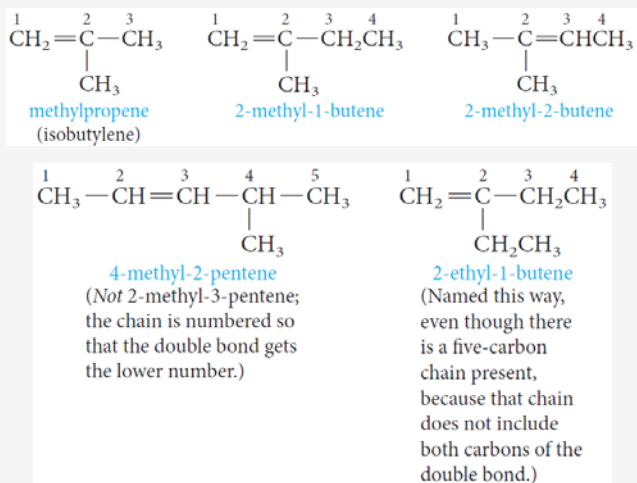 1 2 3
CH₂=C—CH₃
|
CH₃
methylpropene
(isobutylene)
1 2 3 4
CH₂=C—CH₂CH₃
|
CH₃
2-methyl-1-butene
1 2 3 4
CH₃—C=CHCH₃
|
CH₃
2-methyl-2-butene
1 2 3 4 5
CH₃—CH=CH—CH—CH₃
|
CH₃
4-methyl-2-pentene
(Not 2-methyl-3-pentene;
the chain is numbered so
that the double bond gets
the lower number.)
1 2 3 4
CH₂=C—CH₂CH₃
|
CH₂CH₃
2-ethyl-1-butene
(Named this way,
even though there
is a five-carbon
chain present,
because that chain
does not include
both carbons of the
double bond.)